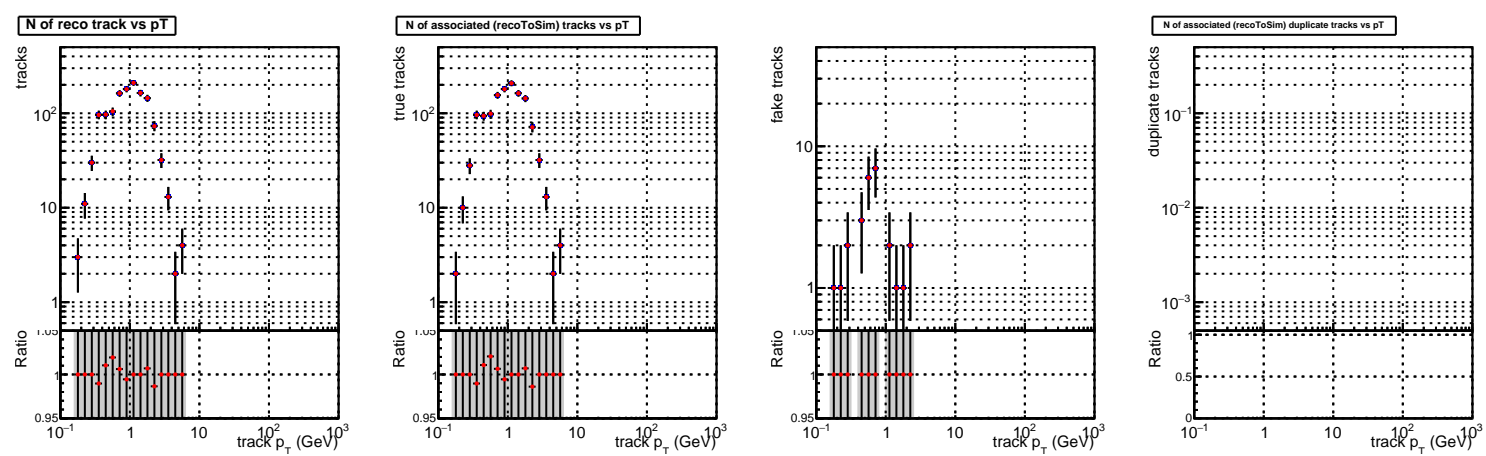 N of reco track vs pT
tracks
10²
10
1
Ratio
1.05
1
0.95
10⁻¹ 1 10 10² 10³
track p_T (GeV)
N of associated (recoToSim) tracks vs pT
true tracks
10²
10
1
Ratio
1.05
1
0.95
10⁻¹ 1 10 10² 10³
track p_T (GeV)
fake tracks
10
1
Ratio
1.05
1
0.95
10⁻¹ 1 10 10² 10³
track p_T (GeV)
N of associated (recoToSim) duplicate tracks vs pT
duplicate tracks
10⁻¹
10⁻²
10⁻³
Ratio
1
0.5
0
10⁻¹ 1 10 10² 10³
track p_T (GeV)